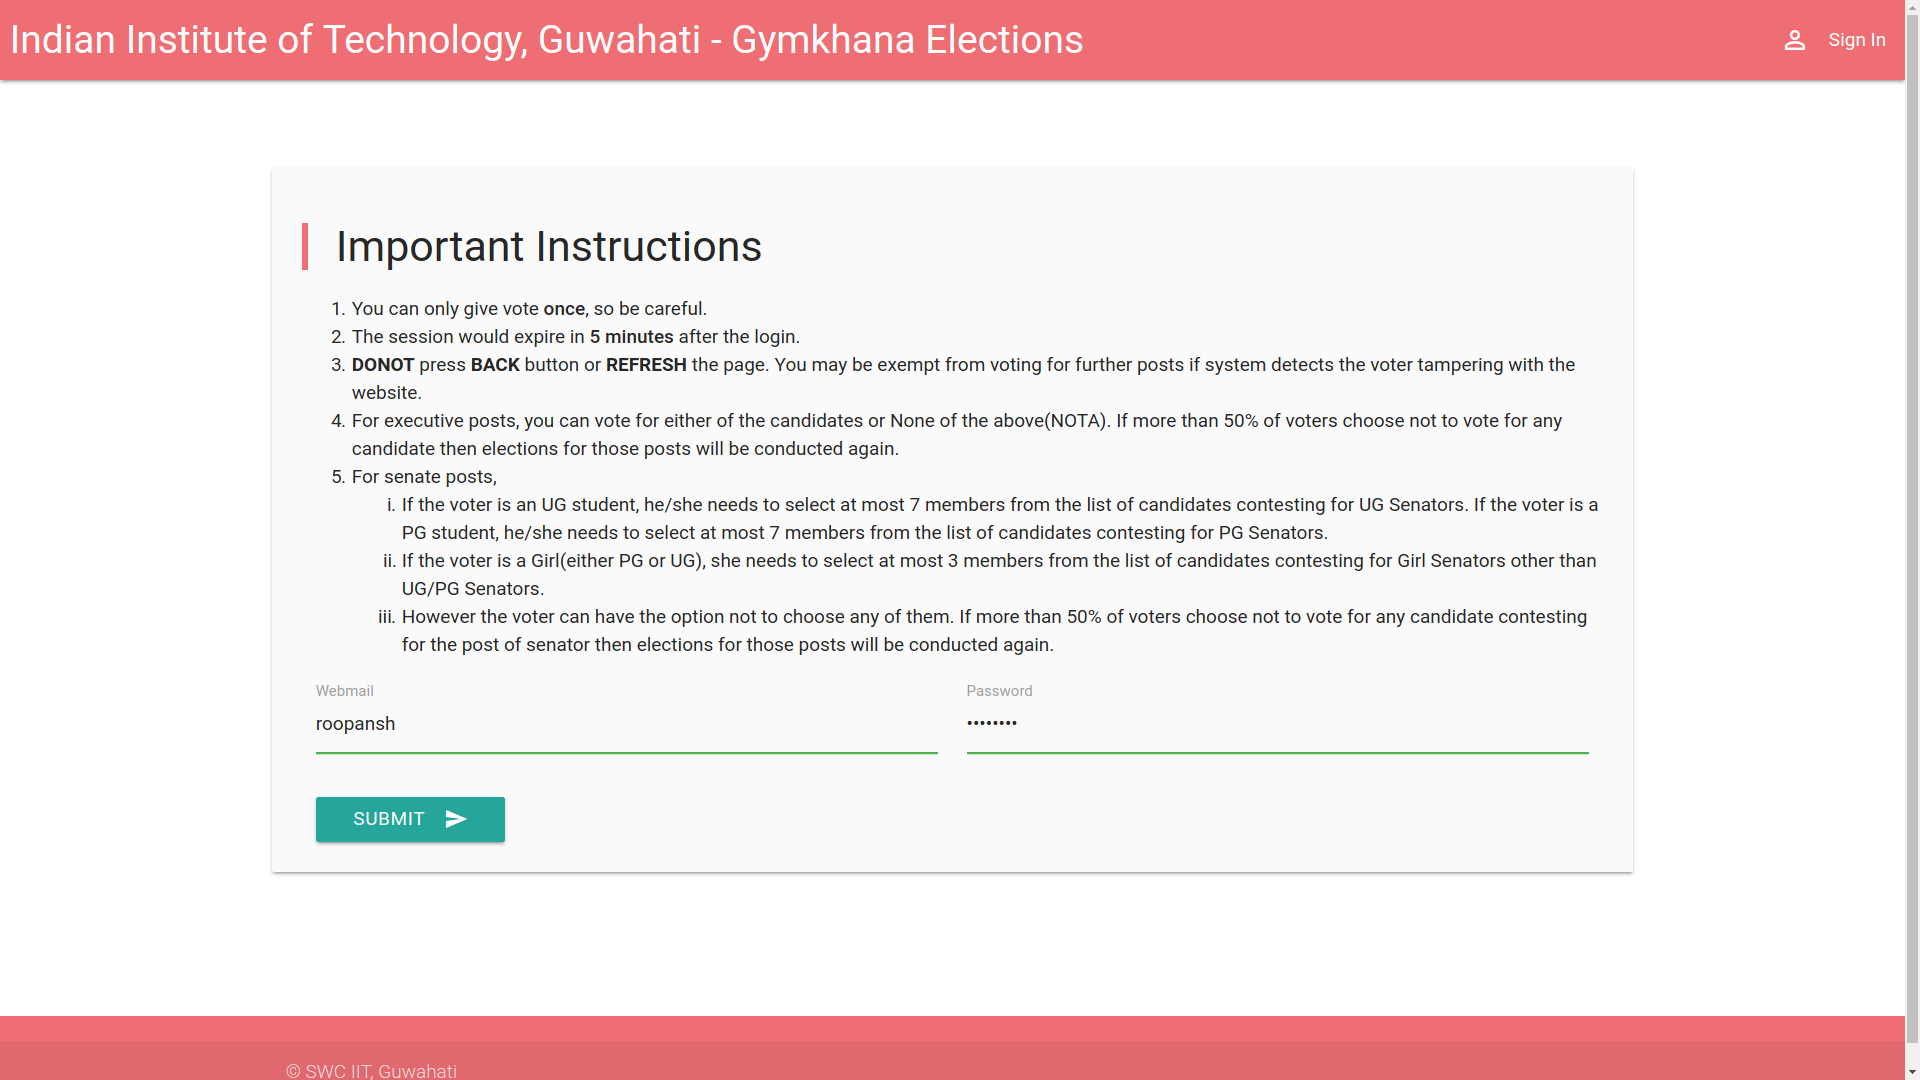 Indian Institute of Technology, Guwahati - Gymkhana Elections
Sign In
Important Instructions
1. You can only give vote once, so be careful.
2. The session would expire in 5 minutes after the login.
3. DONOT press BACK button or REFRESH the page. You may be exempt from voting for further posts if system detects the voter tampering with the
website.
4. For executive posts, you can vote for either of the candidates or None of the above(NOTA). If more than 50% of voters choose not to vote for any
candidate then elections for those posts will be conducted again.
5. For senate posts,
i. If the voter is an UG student, he/she needs to select at most 7 members from the list of candidates contesting for UG Senators. If the voter is a
PG student, he/she needs to select at most 7 members from the list of candidates contesting for PG Senators.
ii. If the voter is a Girl(either PG or UG), she needs to select at most 3 members from the list of candidates contesting for Girl Senators other than
UG/PG Senators.
iii. However the voter can have the option not to choose any of them. If more than 50% of voters choose not to vote for any candidate contesting
for the post of senator then elections for those posts will be conducted again.
Webmail
Password
roopansh
••••••••
SUBMIT
© SWC IIT, Guwahati